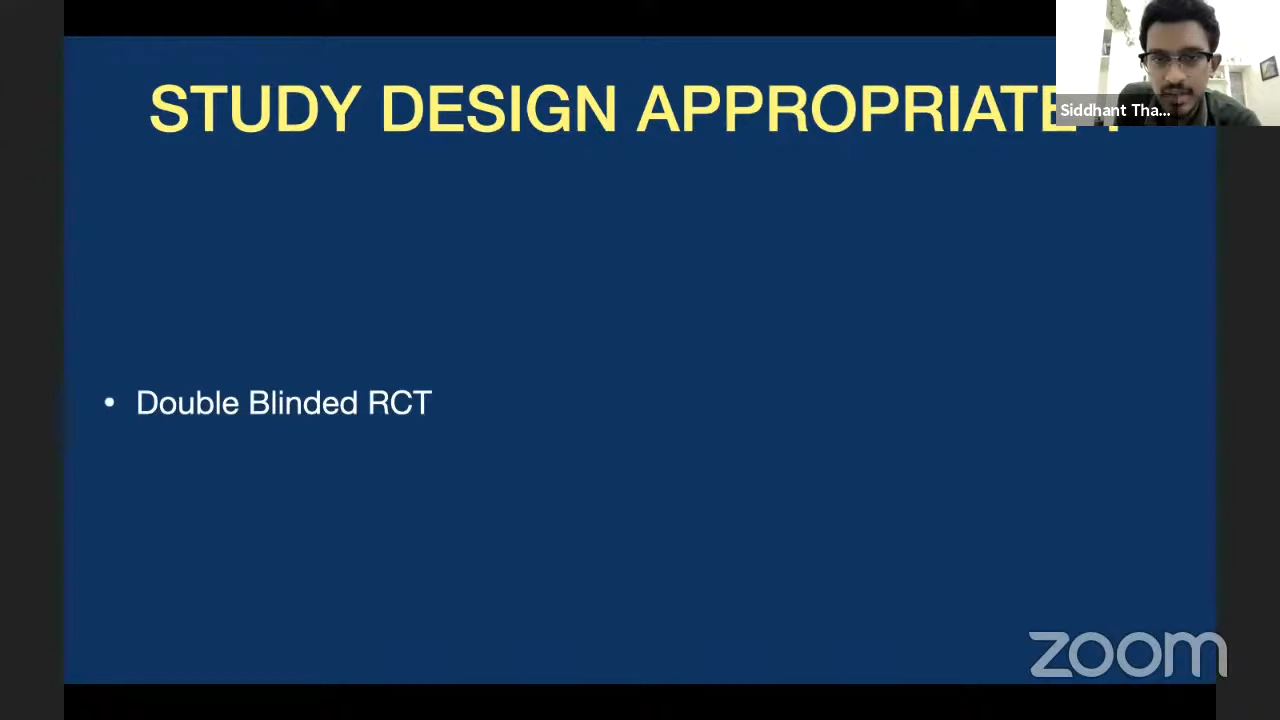 STUDY DESIGN APPROPRIATE
Siddhant Tha...
• Double Blinded RCT
zoom